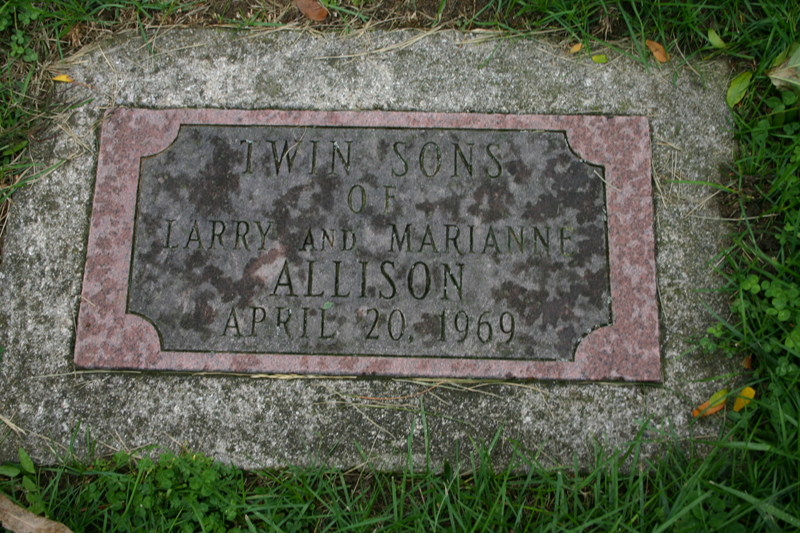 TWIN SONS
OF
LARRY AND MARIANNE
ALLISON
APRIL 20, 1969